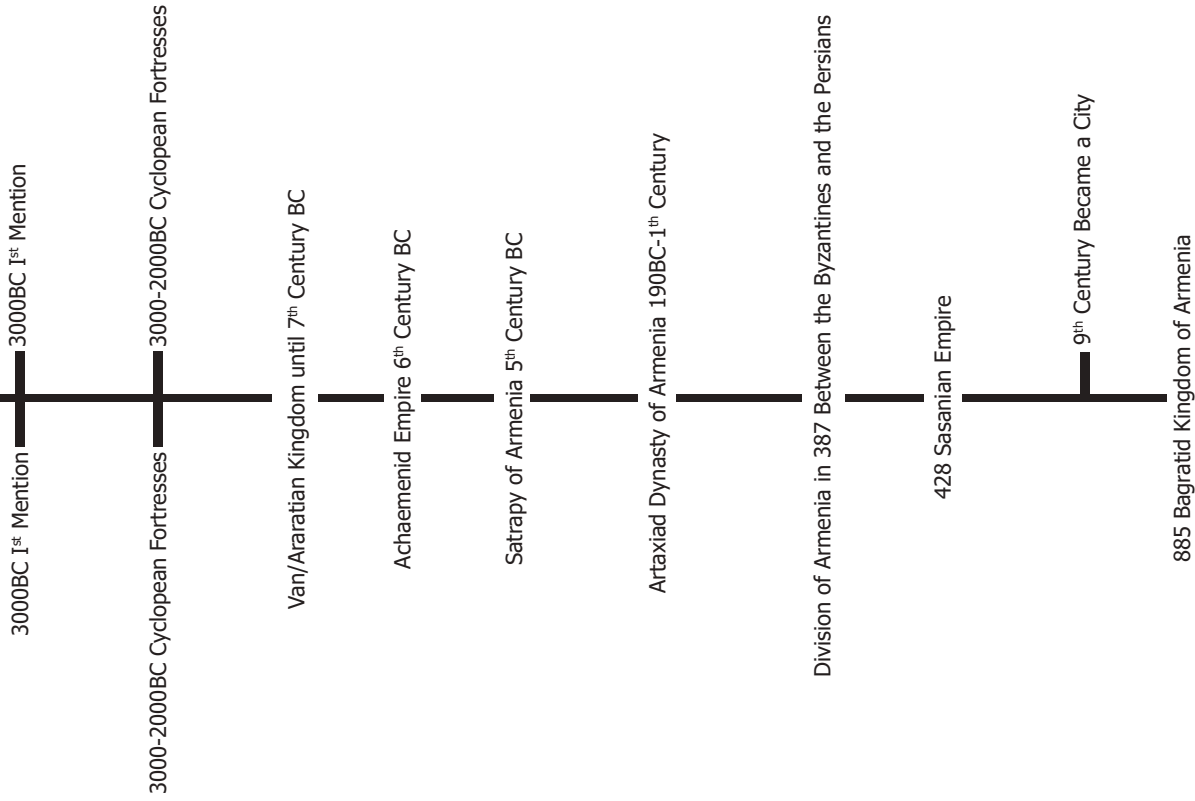 3000BC Ist Mention
3000BC Ist Mention
3000-2000BC Cyclopean Fortresses
3000-2000BC Cyclopean Fortresses
Van/Araratian Kingdom until 7th Century BC
Achaemenid Empire 6th Century BC
Satrapy of Armenia 5th Century BC
Artaxiad Dynasty of Armenia 190BC-1th Century
Division of Armenia in 387 Between the Byzantines and the Persians
428 Sasanian Empire
9th Century Became a City
885 Bagratid Kingdom of Armenia